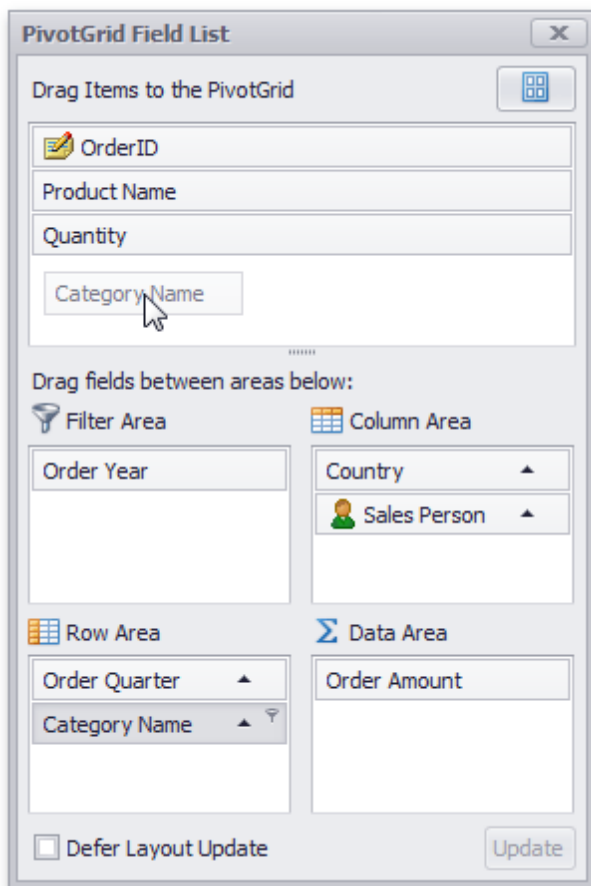 PivotGrid Field List
Drag Items to the PivotGrid
OrderID
Product Name
Quantity
Category Name
Drag fields between areas below:
Filter Area
Order Year
Column Area
Country
Sales Person
Row Area
Order Quarter
Category Name
Data Area
Order Amount
Defer Layout Update
Update